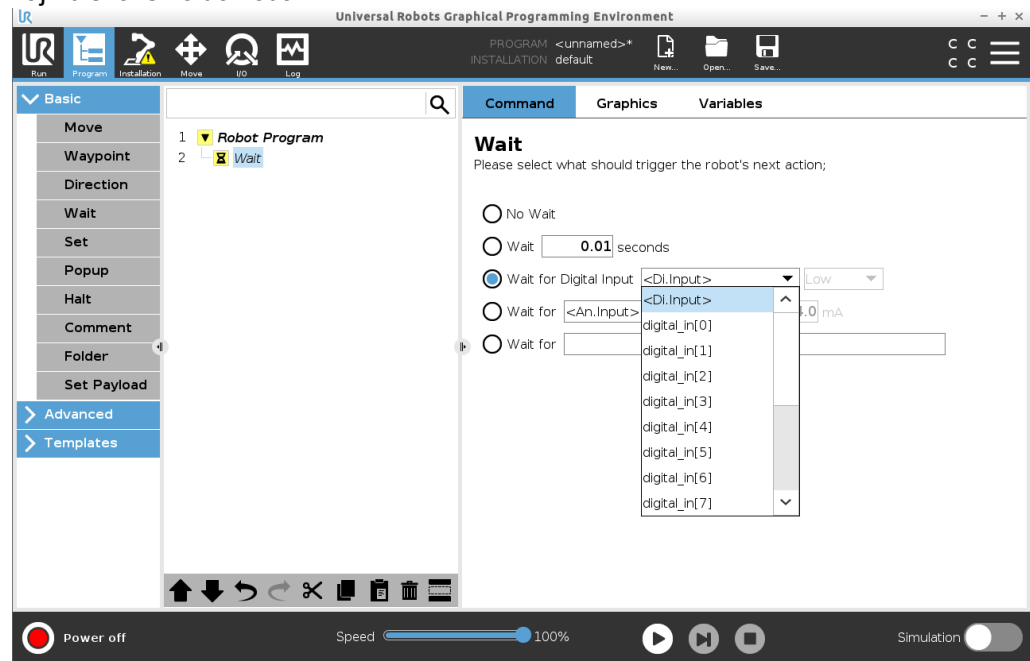 Universal Robots Graphical Programming Environment
PROGRAM <unnamed>*
INSTALLATION default
Run
Program
Installation
Move
I/O
Log
New...
Open...
Save...
C C
C C
Basic
Move
Waypoint
Direction
Wait
Set
Popup
Halt
Comment
Folder
Set Payload
Advanced
Templates
1 Robot Program
2 Wait
Command Graphics Variables
Wait
Please select what should trigger the robot's next action;
No Wait
Wait 0.01 seconds
Wait for Digital Input <Di.Input> Low
Wait for <An.Input> .0 mA
Wait for
<Di.Input>
digital_in[0]
digital_in[1]
digital_in[2]
digital_in[3]
digital_in[4]
digital_in[5]
digital_in[6]
digital_in[7]
Power off
Speed 100%
Simulation